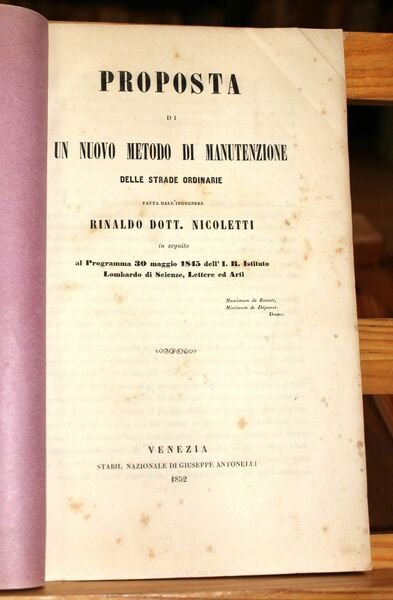 PROPOSTA
DI
UN NUOVO METODO DI MANUTENZIONE
DELLE STRADE ORDINARIE
FATTA DALL'INGEGNERE
RINALDO DOTT. NICOLETTI
in seguito
al Programma 30 maggio 1845 dell' I. R. Istituto
Lombardo di Scienze, Lettere ed Arti
Maximum de Beauté,
Minimum de Dépense.
VENEZIA
STABIL. NAZIONALE DI GIUSEPPE ANTONELLI
1852